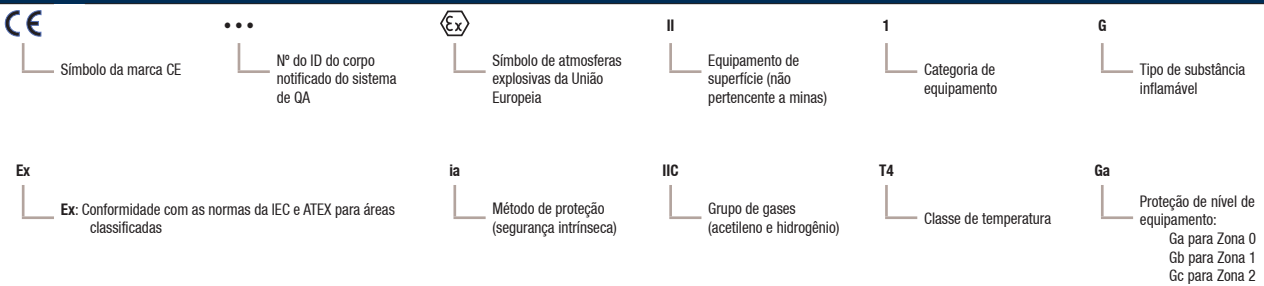 CE
•••
Ex
II
1
G
Símbolo da marca CE
Nº do ID do corpo
notificado do sistema
de QA
Símbolo de atmosferas
explosivas da União
Europeia
Equipamento de
superfície (não
pertencente a minas)
Categoria de
equipamento
Tipo de substância
inflamável
Ex
ia
IIC
T4
Ga
Ex: Conformidade com as normas da IEC e ATEX para áreas
classificadas
Método de proteção
(segurança intrínseca)
Grupo de gases
(acetileno e hidrogênio)
Classe de temperatura
Proteção de nível de
equipamento:
Ga para Zona 0
Gb para Zona 1
Gc para Zona 2